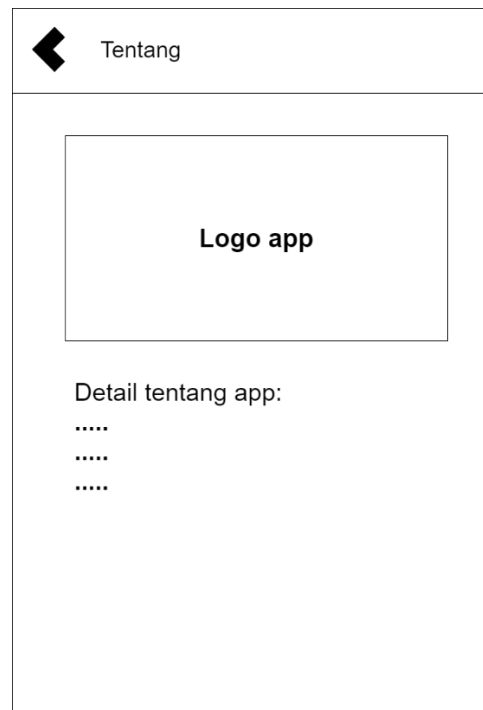 Tentang
Logo app
Detail tentang app:
.....
.....
.....